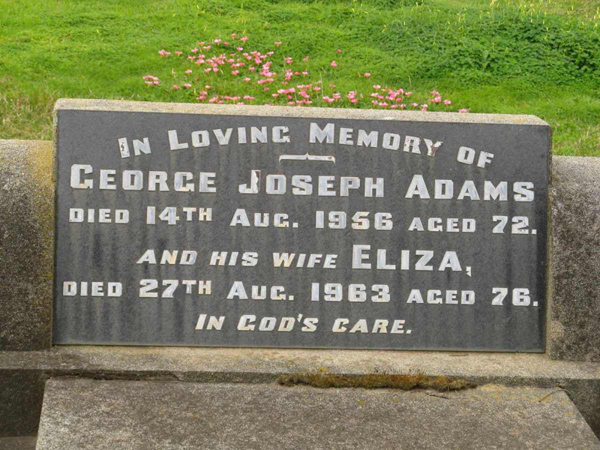 In Loving Memory of
George Joseph Adams
died 14th Aug. 1956 aged 72.
and his wife Eliza,
died 27th Aug. 1963 aged 76.
In God's care.